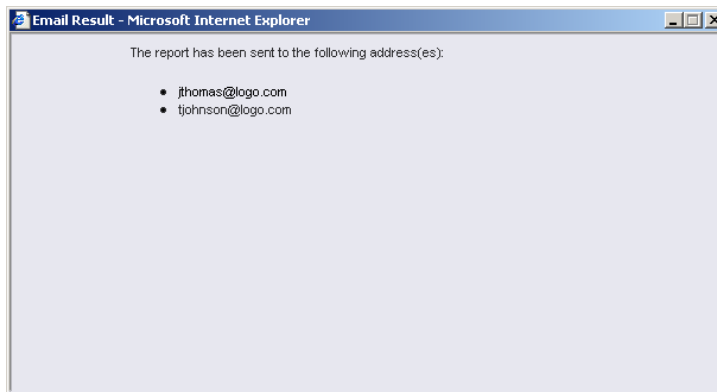 Email Result - Microsoft Internet Explorer
The report has been sent to the following address(es):
jthomas@logo.com
tjohnson@logo.com